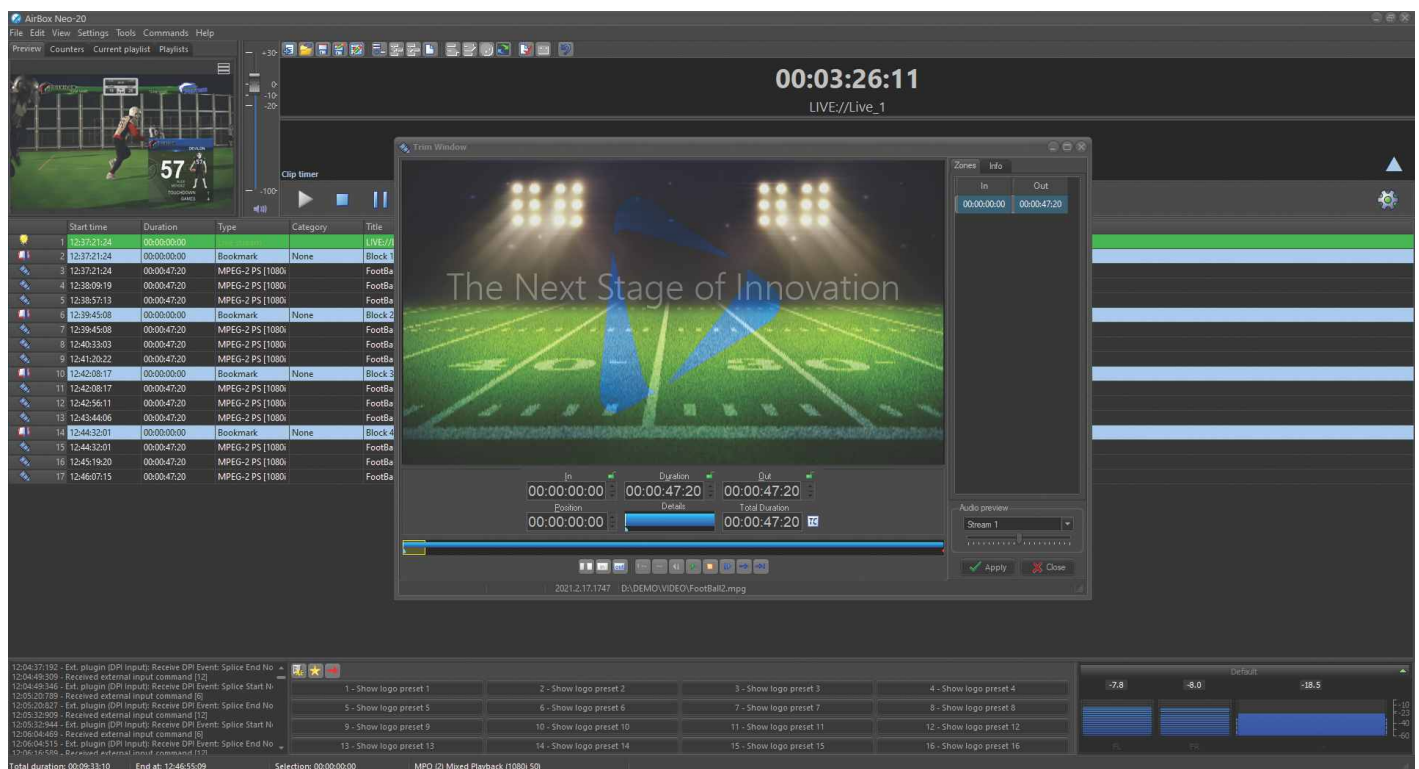 AirBox Neo-20
File Edit View Settings Tools Commands Help
Preview Counters Current playlist Playlists
+30
0
-10
-20
-100
00:03:26:11
LIVE://Live_1
Clip timer
57
TOUCHDOWN
GAMES
Start time Duration Type Category Title
1 12:37:21:24 00:00:00:00 LIVE://
2 12:37:21:24 00:00:00:00 Bookmark None Block 1
3 12:37:21:24 00:00:47:20 MPEG-2 PS [1080i FootBa
4 12:38:09:19 00:00:47:20 MPEG-2 PS [1080i FootBa
5 12:38:57:13 00:00:47:20 MPEG-2 PS [1080i FootBa
6 12:39:45:08 00:00:00:00 Bookmark None Block 2
7 12:39:45:08 00:00:47:20 MPEG-2 PS [1080i FootBa
8 12:40:33:03 00:00:47:20 MPEG-2 PS [1080i FootBa
9 12:41:20:22 00:00:47:20 MPEG-2 PS [1080i FootBa
10 12:42:08:17 00:00:00:00 Bookmark None Block 3
11 12:42:08:17 00:00:47:20 MPEG-2 PS [1080i FootBa
12 12:42:56:11 00:00:47:20 MPEG-2 PS [1080i FootBa
13 12:43:44:06 00:00:47:20 MPEG-2 PS [1080i FootBa
14 12:44:32:01 00:00:00:00 Bookmark None Block 4
15 12:44:32:01 00:00:47:20 MPEG-2 PS [1080i FootBa
16 12:45:19:20 00:00:47:20 MPEG-2 PS [1080i FootBa
17 12:46:07:15 00:00:47:20 MPEG-2 PS [1080i FootBa
Trim Window
The Next Stage of Innovation
Zones Info
In Out
00:00:00:00 00:00:47:20
In Duration Out
00:00:00:00 00:00:47:20 00:00:47:20
Position Details Total Duration
00:00:00:00 00:00:47:20 TC
Audio preview
Stream 1
Apply Close
2021.2.17.1747 D:\DEMO\VIDEO\FootBall2.mpg
12:04:37:192 - Ext. plugin (DPI Input): Receive DPI Event: Splice End No
12:04:49:309 - Received external input command [12]
12:04:49:346 - Ext. plugin (DPI Input): Receive DPI Event: Splice Start N
12:05:20:789 - Received external input command [6]
12:05:20:827 - Ext. plugin (DPI Input): Receive DPI Event: Splice End No
12:05:32:909 - Received external input command [12]
12:05:32:944 - Ext. plugin (DPI Input): Receive DPI Event: Splice Start N
12:06:04:469 - Received external input command [6]
12:06:04:515 - Ext. plugin (DPI Input): Receive DPI Event: Splice End No
12:06:16:589 - Received external input command [12]
1 - Show logo preset 1 2 - Show logo preset 2 3 - Show logo preset 3 4 - Show logo preset 4
5 - Show logo preset 5 6 - Show logo preset 6 7 - Show logo preset 7 8 - Show logo preset 8
9 - Show logo preset 9 10 - Show logo preset 10 11 - Show logo preset 11 12 - Show logo preset 12
13 - Show logo preset 13 14 - Show logo preset 14 15 - Show logo preset 15 16 - Show logo preset 16
Default
-7.8 -8.0 -18.5
-10
-23
-40
-60
FL FR
Total duration: 00:09:33:10 End at: 12:46:55:09 Selection: 00:00:00:00 MPO (2) Mixed Playback (1080i 50)